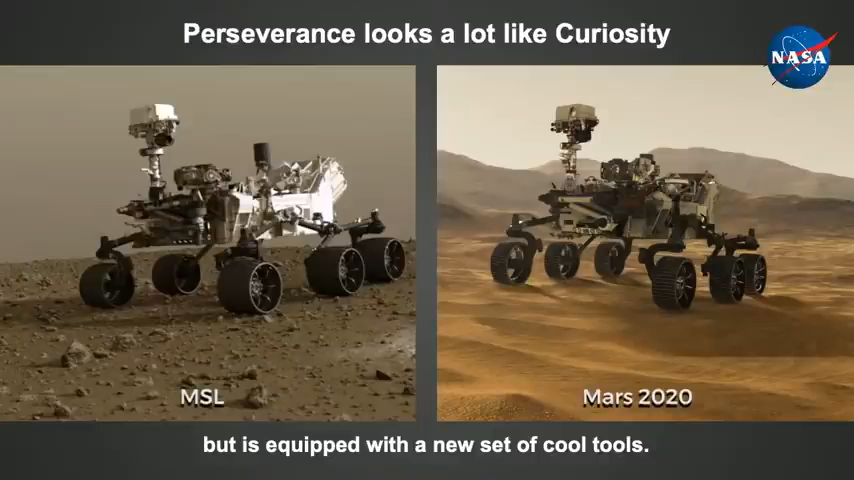 Perseverance looks a lot like Curiosity
NASA
MSL
Mars 2020
but is equipped with a new set of cool tools.